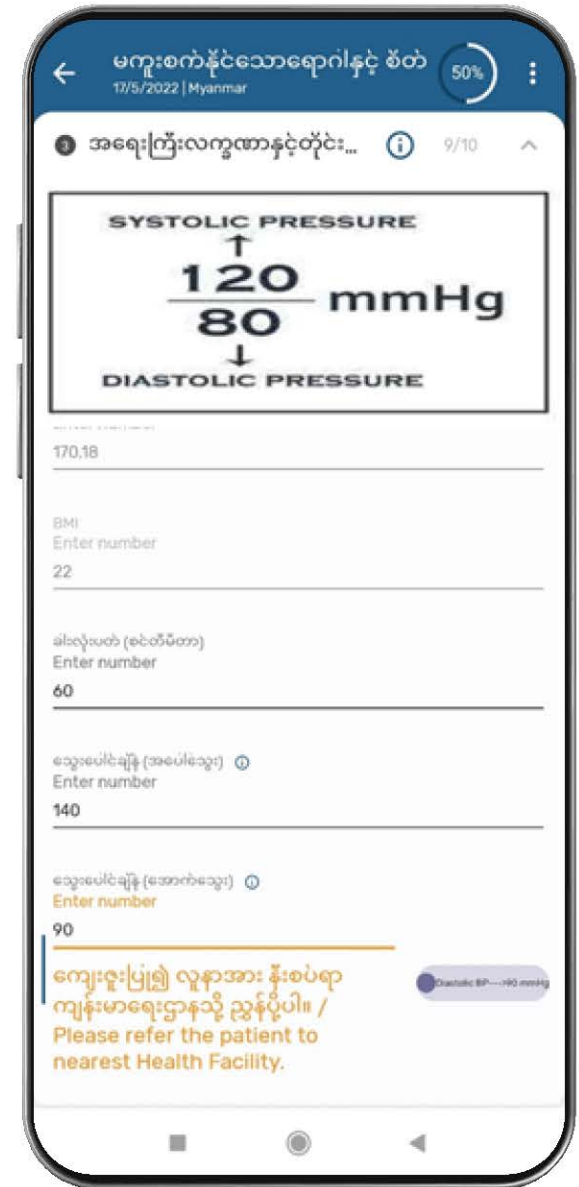 မကူးစက်နိုင်သောရောဂါနှင့် စိတ်
50%
17/5/2022 | Myanmar
3 အရေးကြီးလက္ခဏာနှင့်တိုင်း... 9/10
SYSTOLIC PRESSURE
120
80
mmHg
DIASTOLIC PRESSURE
Enter number
170.18
BMI
Enter number
22
ခါးလုံးပတ် (စင်တီမီတာ)
Enter number
60
သွေးပေါင်ချိန် (အပေါ်သွေး)
Enter number
140
သွေးပေါင်ချိန် (အောက်သွေး)
Enter number
90
ကျေးဇူးပြု၍ လူနာအား နီးစပ်ရာ
ကျန်းမာရေးဌာနသို့ ညွှန်ပို့ပါ။ /
Please refer the patient to
nearest Health Facility.
Diastolic BP--->90 mmHg